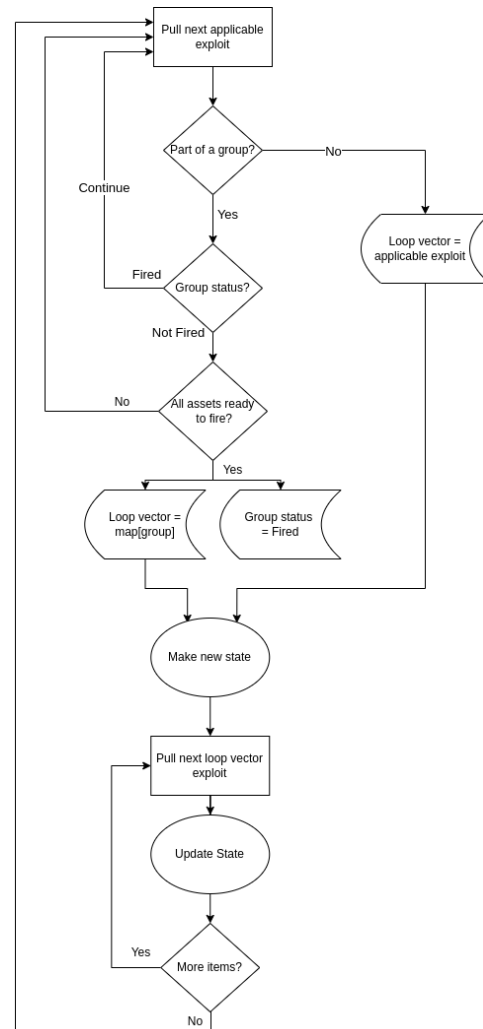 Pull next applicable
exploit
Part of a group?
No
Continue
Yes
Loop vector =
applicable exploit
Fired
Group status?
Not Fired
All assets ready
to fire?
No
Yes
Loop vector =
map[group]
Group status
= Fired
Make new state
Pull next loop vector
exploit
Update State
Yes
More items?
No